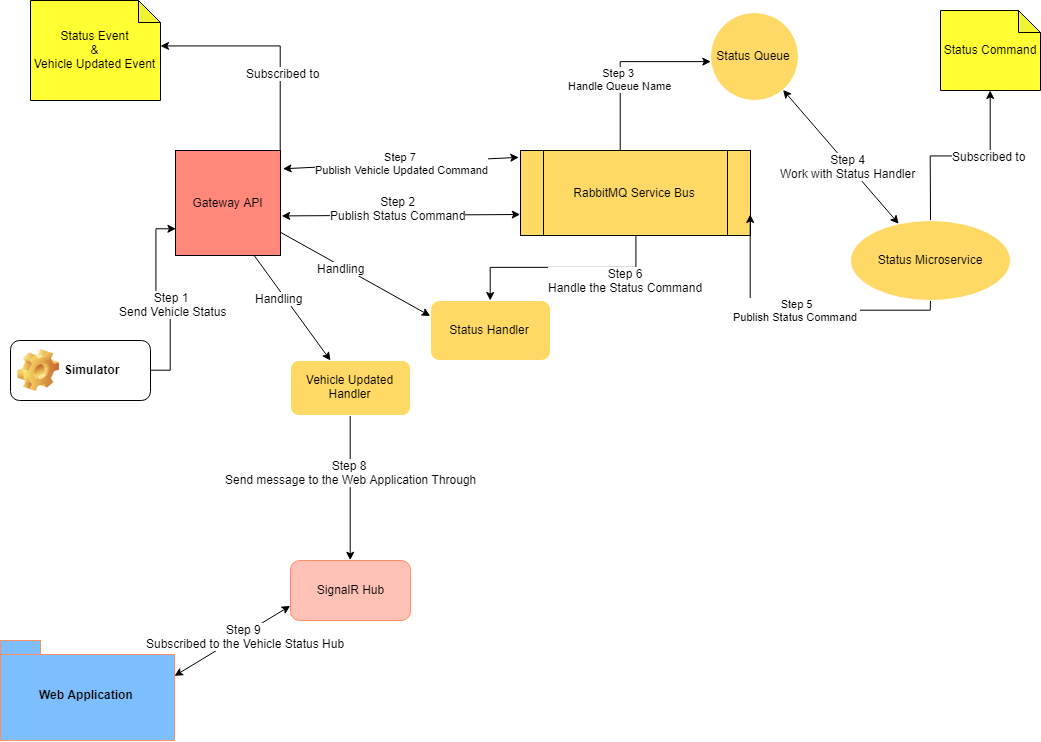 Status Event
&
Vehicle Updated Event
Subscribed to
Step 3
Handle Queue Name
Status Queue
Status Command
Step 7
Publish Vehicle Updated Command
Step 4
Work with Status Handler
Subscribed to
Gateway API
Step 2
Publish Status Command
RabbitMQ Service Bus
Status Microservice
Handling
Step 6
Handle the Status Command
Handling
Step 1
Send Vehicle Status
Step 5
Publish Status Command
Status Handler
Simulator
Vehicle Updated
Handler
Step 8
Send message to the Web Application Through
SignalR Hub
Step 9
Subscribed to the Vehicle Status Hub
Web Application